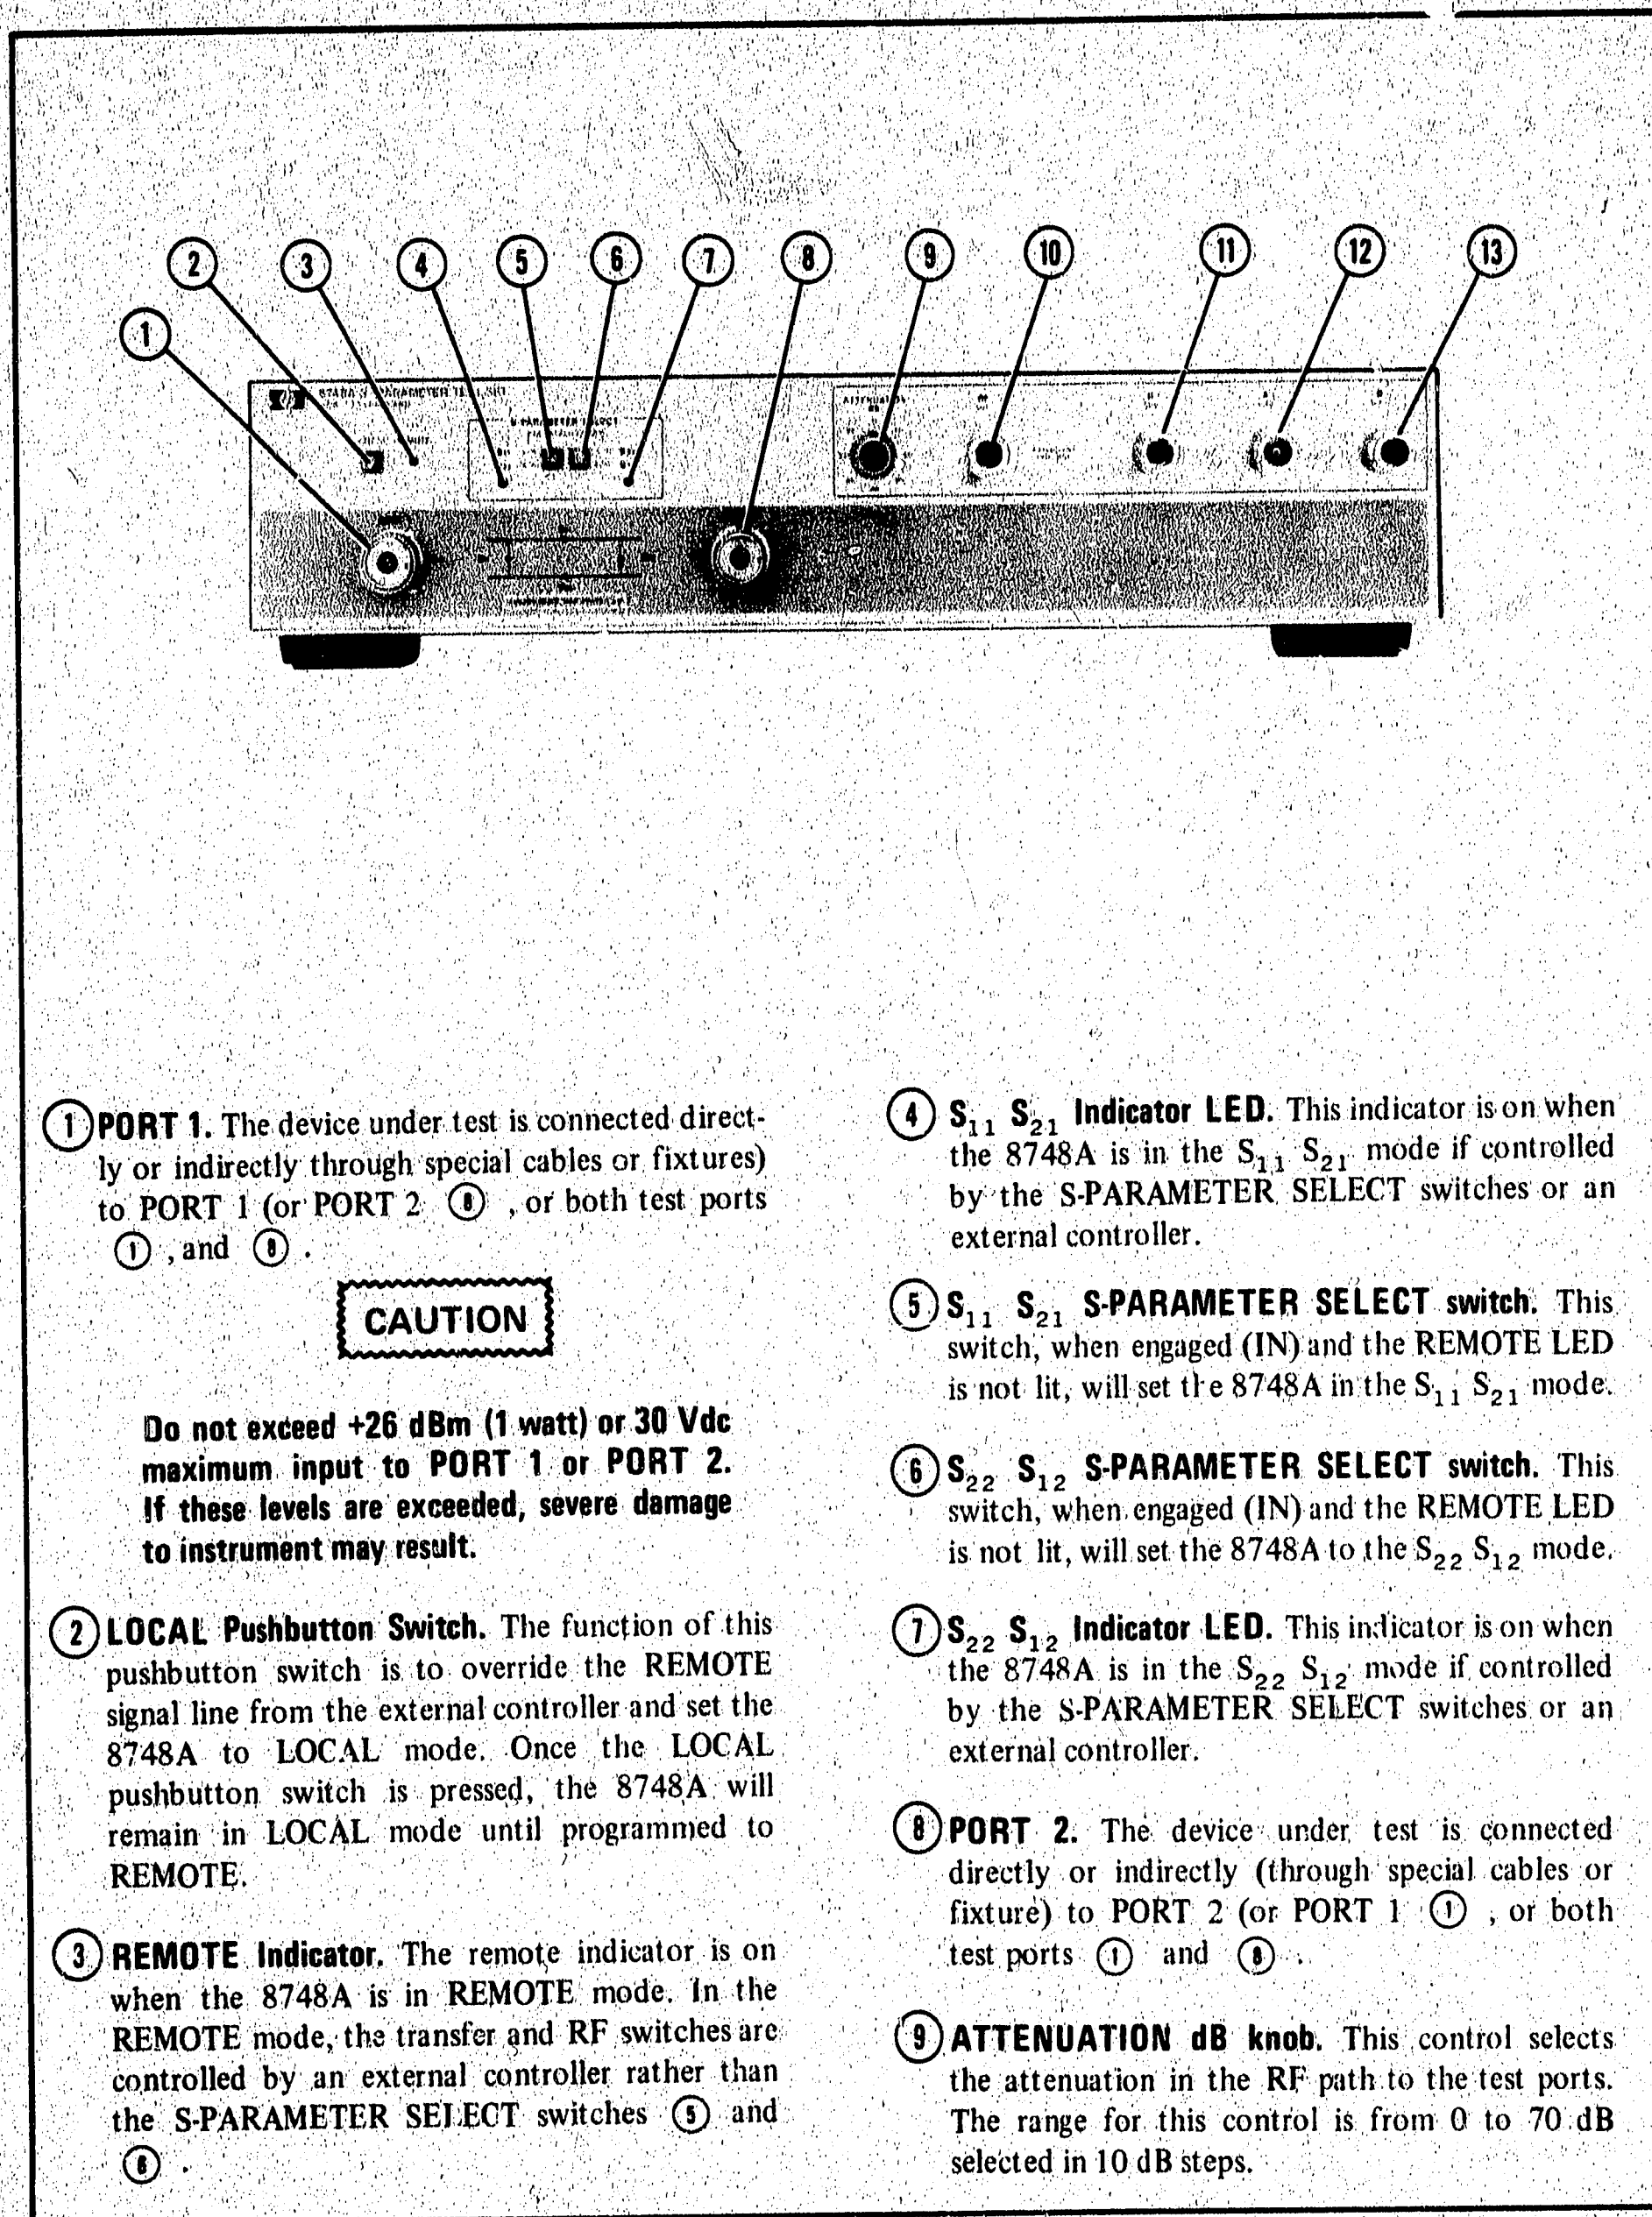 2 3 4 5 6 7 8 9 10 11 12 13
1
ATTENUATION
① PORT 1. The device under test is connected direct-
ly or indirectly through special cables or fixtures)
to PORT 1 (or PORT 2 ⑧ , or both test ports
① , and ⑧ .
CAUTION
Do not exceed +26 dBm (1 watt) or 30 Vdc
maximum input to PORT 1 or PORT 2.
If these levels are exceeded, severe damage
to instrument may result.
② LOCAL Pushbutton Switch. The function of this
pushbutton switch is to override the REMOTE
signal line from the external controller and set the
8748A to LOCAL mode. Once the LOCAL
pushbutton switch is pressed, the 8748A will
remain in LOCAL mode until programmed to
REMOTE.
③ REMOTE Indicator. The remote indicator is on
when the 8748A is in REMOTE mode. In the
REMOTE mode, the transfer and RF switches are
controlled by an external controller rather than
the S-PARAMETER SELECT switches ⑤ and
⑥ .
④ S₁₁ S₂₁ Indicator LED. This indicator is on when
the 8748A is in the S₁₁ S₂₁ mode if controlled
by the S-PARAMETER SELECT switches or an
external controller.
⑤ S₁₁ S₂₁ S-PARAMETER SELECT switch. This
switch, when engaged (IN) and the REMOTE LED
is not lit, will set the 8748A in the S₁₁ S₂₁ mode.
⑥ S₂₂ S₁₂ S-PARAMETER SELECT switch. This
switch, when engaged (IN) and the REMOTE LED
is not lit, will set the 8748A to the S₂₂ S₁₂ mode.
⑦ S₂₂ S₁₂ Indicator LED. This indicator is on when
the 8748A is in the S₂₂ S₁₂ mode if controlled
by the S-PARAMETER SELECT switches or an
external controller.
⑧ PORT 2. The device under test is connected
directly or indirectly (through special cables or
fixture) to PORT 2 (or PORT 1 ① , or both
test ports ① and ⑧ .
⑨ ATTENUATION dB knob. This control selects
the attenuation in the RF path to the test ports.
The range for this control is from 0 to 70 dB
selected in 10 dB steps.